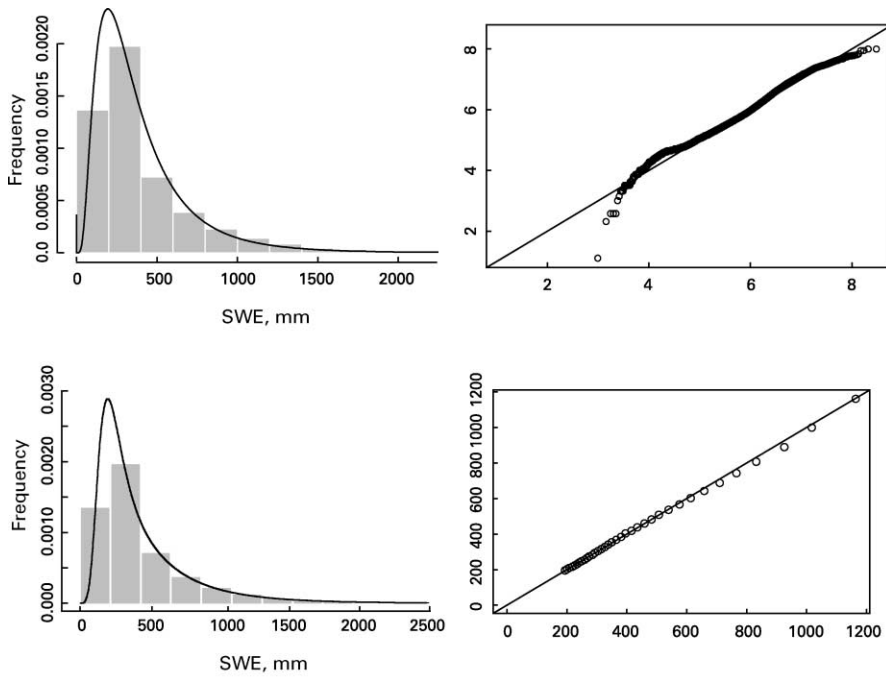 Frequency
0.0 0.0005 0.0010 0.0015 0.0020
0 500 1000 1500 2000
SWE, mm
2 4 6 8
2 4 6 8
Frequency
0.000 0.0010 0.0020 0.0030
0 500 1000 1500 2000 2500
SWE, mm
0 200 400 600 800 1000 1200
0 200 400 600 800 1000 1200